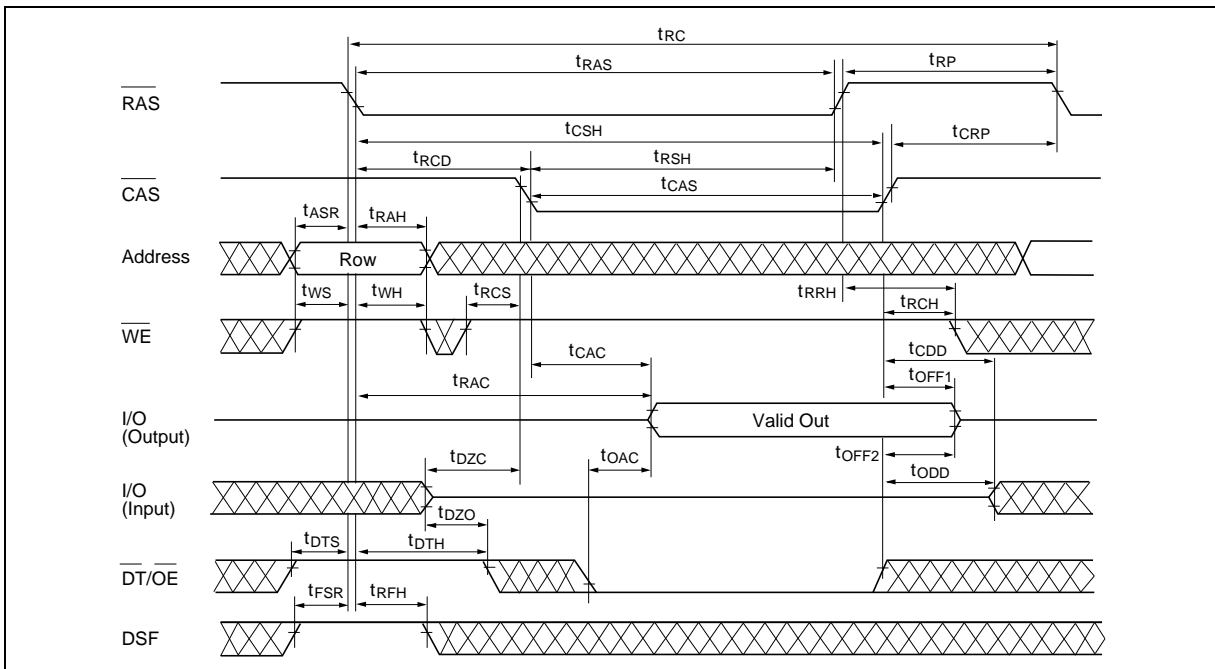 tRC
tRAS tRP
RAS
tCSH
tCRP
tRCD tRSH
CAS
tCAS
tASR tRAH
Address Row
tWS tWH tRCS tRRH
tRCH
WE
tCAC tCDD
tRAC tOFF1
I/O
(Output)
Valid Out
tDZC tOAC tOFF2
tODD
I/O
(Input)
tDZO
tDTS tDTH
DT/OE
tFSR tRFH
DSF